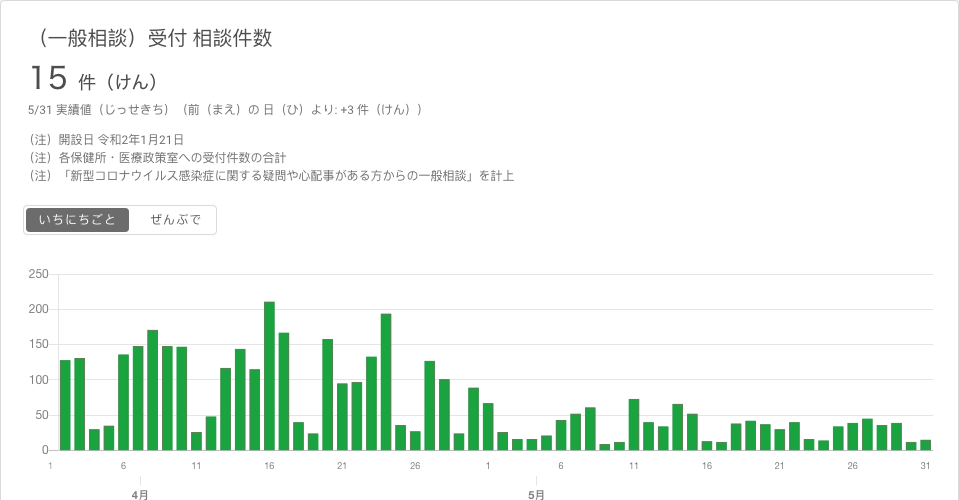 （一般相談）受付 相談件数
15 件（けん）
5/31 実績値（じっせきち）（前（まえ）の 日（ひ）より: +3 件（けん））
（注）開設日 令和2年1月21日
（注）各保健所・医療政策室への受付件数の合計
（注）「新型コロナウイルス感染症に関する疑問や心配事がある方からの一般相談」を計上
いちにちごと ぜんぶで
250
200
150
100
50
0
1 6 11 16 21 26 1 6 11 16 21 26 31
4月 5月